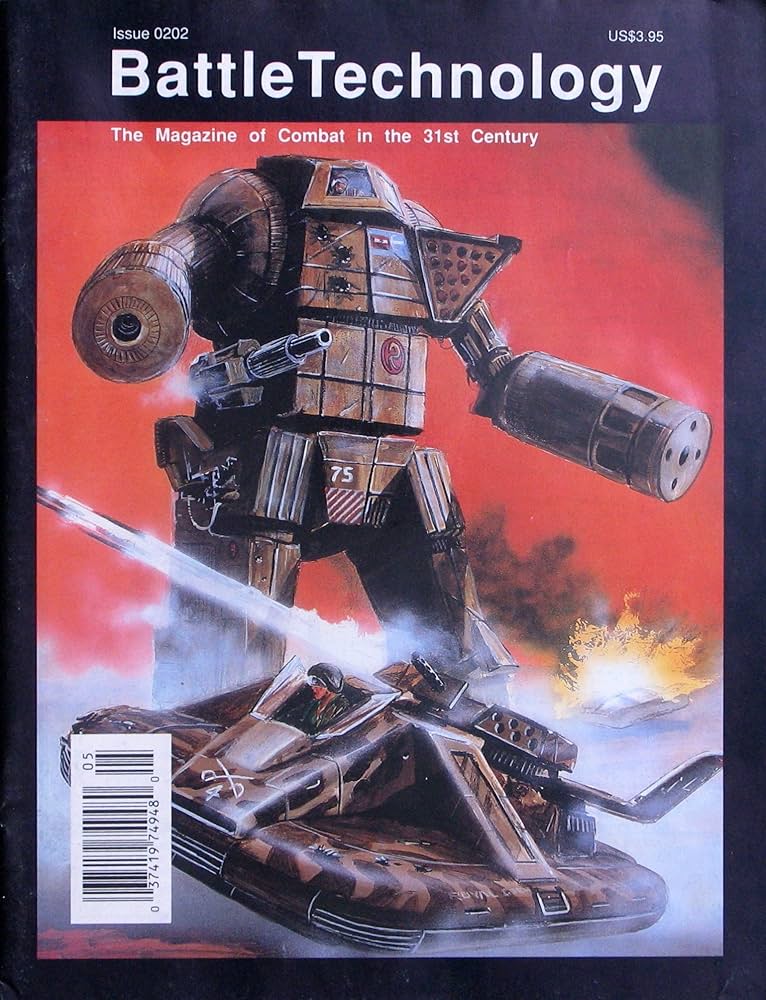 Issue 0202
US$3.95
BattleTechnology
The Magazine of Combat in the 31st Century
75
05
0 37419 74948 0